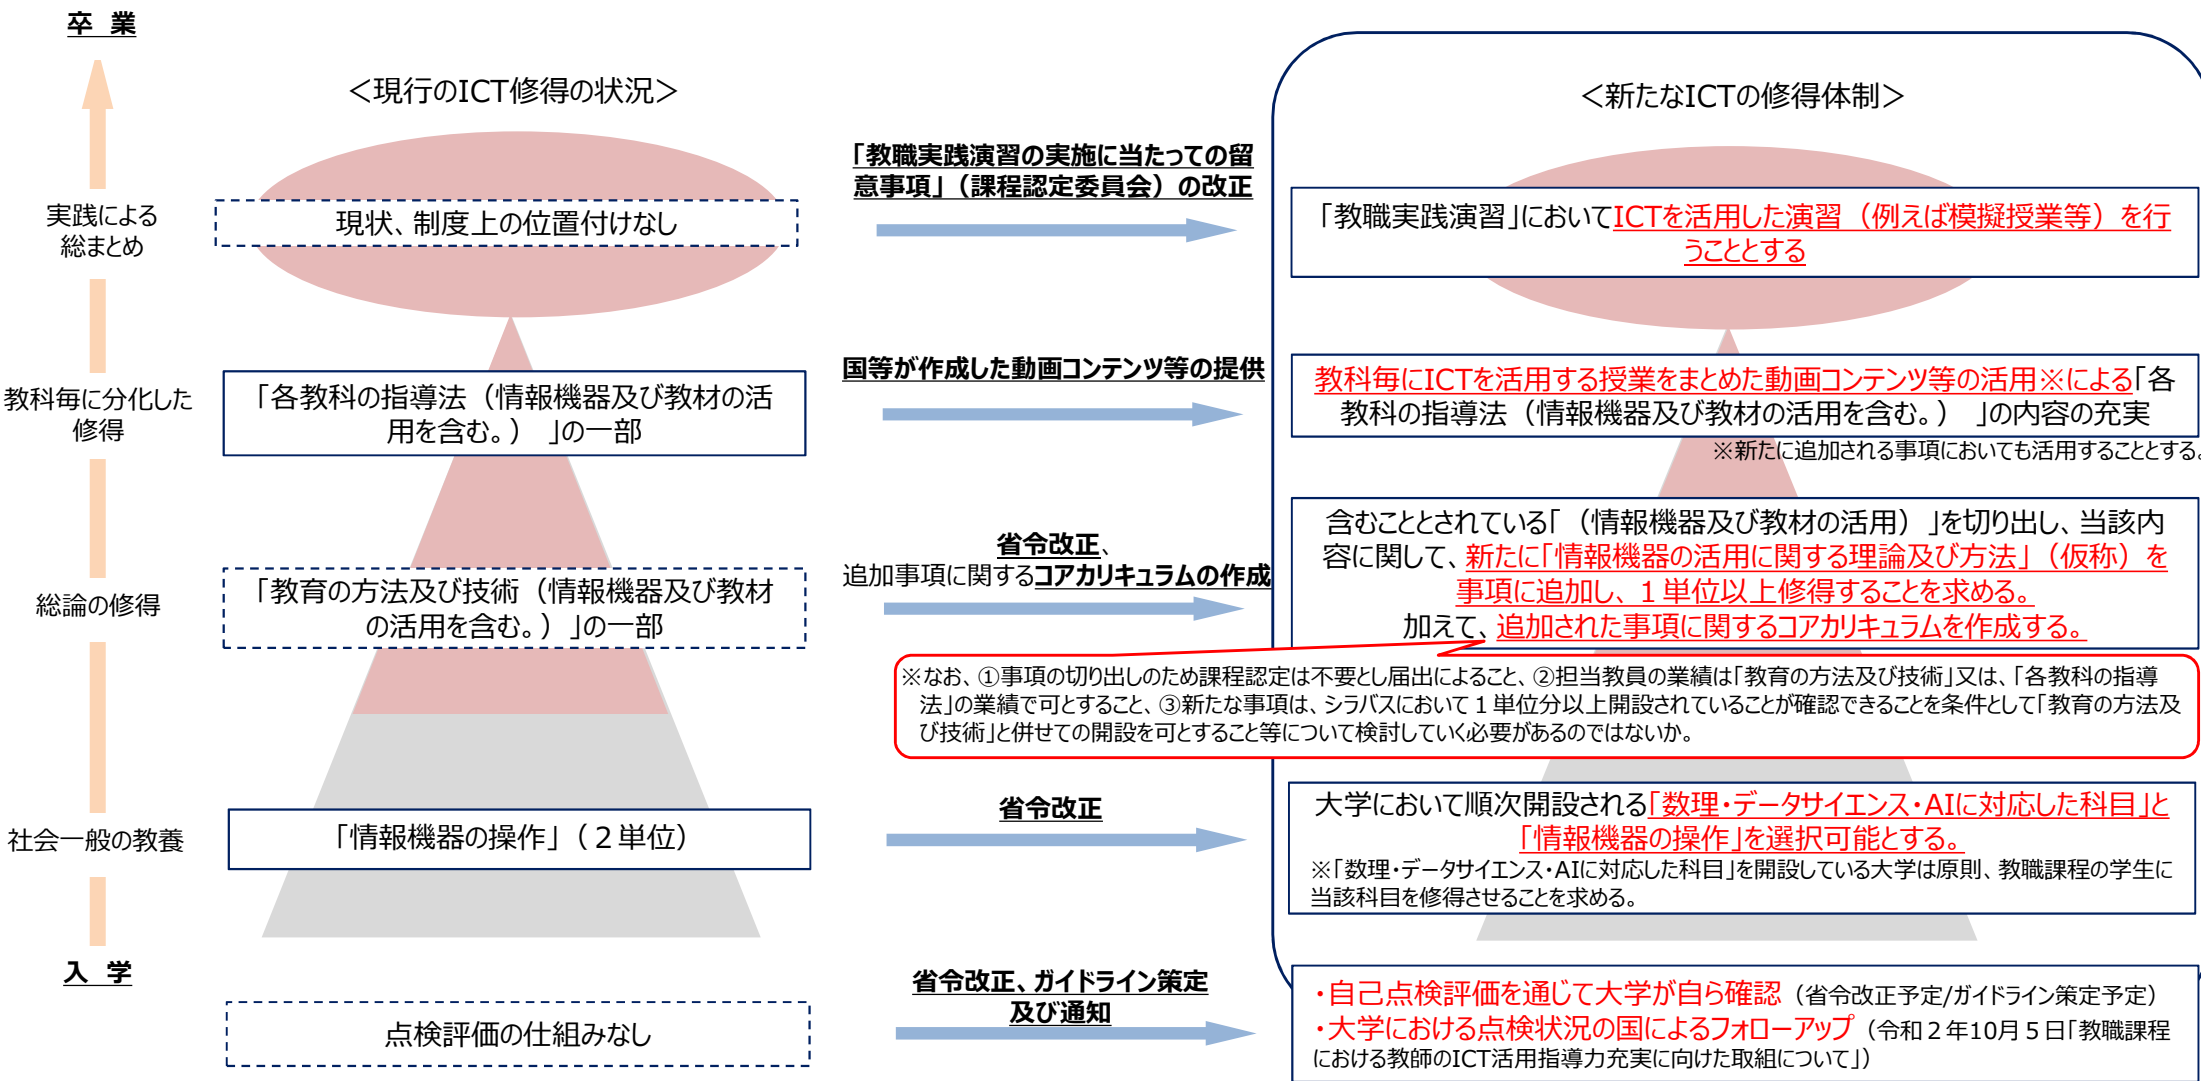 卒 業
＜現行のICT修得の状況＞
＜新たなICTの修得体制＞
実践による
総まとめ
現状、制度上の位置付けなし
「教職実践演習の実施に当たっての留
意事項」（課程認定委員会）の改正
「教職実践演習」においてICTを活用した演習（例えば模擬授業等）を行
うこととする
教科毎に分化した
修得
「各教科の指導法（情報機器及び教材の活
用を含む。）」の一部
国等が作成した動画コンテンツ等の提供
教科毎にICTを活用する授業をまとめた動画コンテンツ等の活用※による「各
教科の指導法（情報機器及び教材の活用を含む。）」の内容の充実
※新たに追加される事項においても活用することとする。
総論の修得
「教育の方法及び技術（情報機器及び教材
の活用を含む。）」の一部
省令改正、
追加事項に関するコアカリキュラムの作成
含むこととされている「（情報機器及び教材の活用）」を切り出し、当該内
容に関して、新たに「情報機器の活用に関する理論及び方法」（仮称）を
事項に追加し、１単位以上修得することを求める。
加えて、追加された事項に関するコアカリキュラムを作成する。
※なお、①事項の切り出しのため課程認定は不要とし届出によること、②担当教員の業績は「教育の方法及び技術」又は、「各教科の指導
法」の業績で可とすること、③新たな事項は、シラバスにおいて１単位分以上開設されていることが確認できることを条件として「教育の方法及
び技術」と併せての開設を可とすること等について検討していく必要があるのではないか。
社会一般の教養
「情報機器の操作」（２単位）
省令改正
大学において順次開設される「数理・データサイエンス・AIに対応した科目」と
「情報機器の操作」を選択可能とする。
※「数理・データサイエンス・AIに対応した科目」を開設している大学は原則、教職課程の学生に
当該科目を修得させることを求める。
入 学
点検評価の仕組みなし
省令改正、ガイドライン策定
及び通知
・自己点検評価を通じて大学が自ら確認（省令改正予定/ガイドライン策定予定）
・大学における点検状況の国によるフォローアップ（令和２年10月５日「教職課程
における教師のICT活用指導力充実に向けた取組について」）